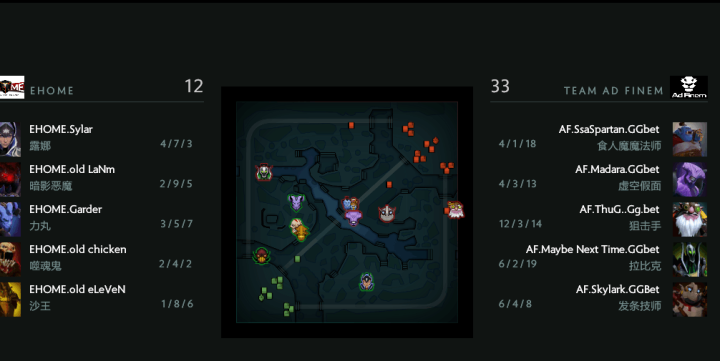 EHOME
12
EHOME.Sylar
露娜
4/7/3
EHOME.old LaNm
暗影恶魔
2/9/5
EHOME.Garder
力丸
3/5/7
EHOME.old chicken
噬魂鬼
2/4/2
EHOME.old eLeVeN
沙王
1/8/6
33
TEAM AD FINEM
Ad Finem
AF.SsaSpartan.GGbet
4/1/18
食人魔魔法师
AF.Madara.GGbet
4/3/13
虚空假面
AF.ThuG..Gg.bet
12/3/14
狙击手
AF.Maybe Next Time.GGBet
6/2/19
拉比克
AF.Skylark.GGBet
6/4/8
发条技师